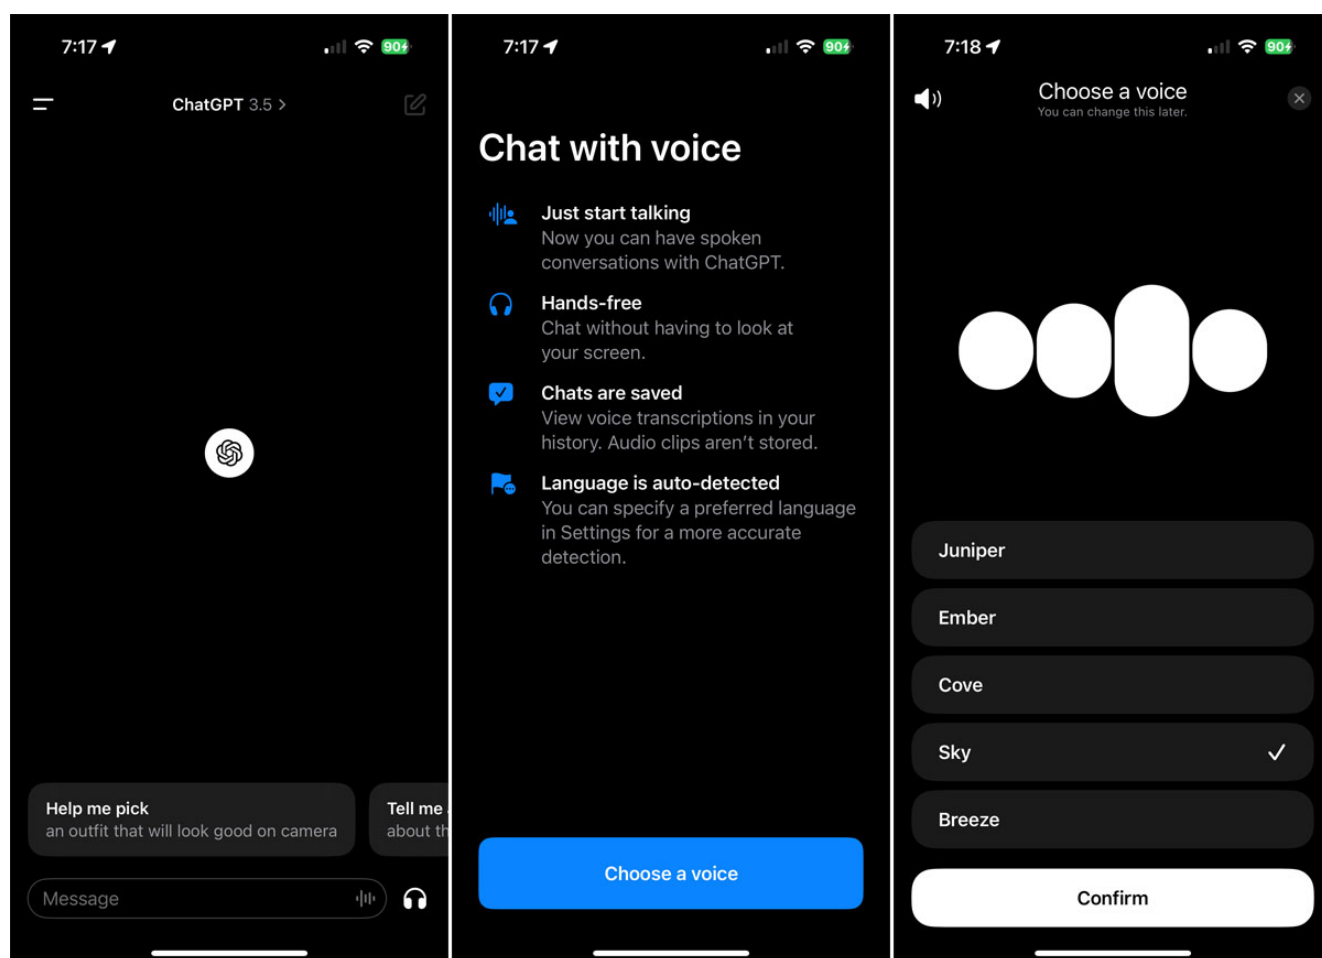 7:17
90
ChatGPT 3.5 >
Help me pick
an outfit that will look good on camera
Tell me
about th
Message
7:17
90
Chat with voice
Just start talking
Now you can have spoken
conversations with ChatGPT.
Hands-free
Chat without having to look at
your screen.
Chats are saved
View voice transcriptions in your
history. Audio clips aren't stored.
Language is auto-detected
You can specify a preferred language
in Settings for a more accurate
detection.
Choose a voice
7:18
90
Choose a voice
You can change this later.
Juniper
Ember
Cove
Sky
Breeze
Confirm